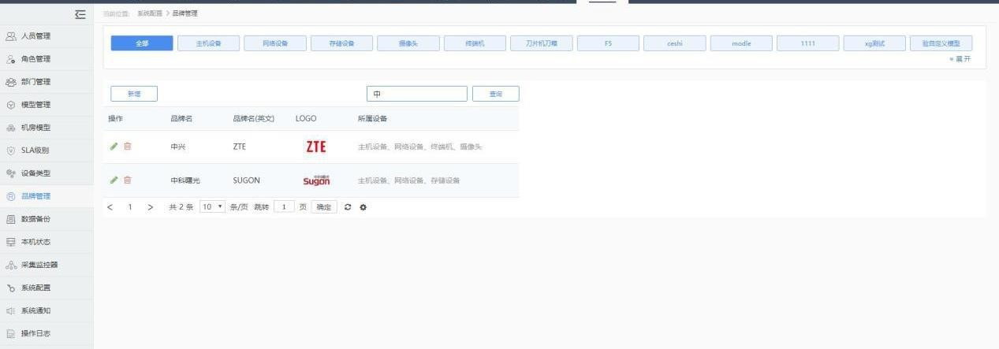 当前位置: 系统配置 > 品牌管理
人员管理
角色管理
部门管理
模型管理
机房模型
SLA级别
设备类型
品牌管理
数据备份
本机状态
采集监控器
系统配置
系统通知
操作日志
全部 主机设备 网络设备 存储设备 摄像头 终端机 刀片机刀箱 F5 ceshi modle 1111 xg测试 验自定义模型
展开
新增 中 查询
操作 品牌名 品牌名(英文) LOGO 所属设备
中兴 ZTE ZTE 主机设备、网络设备、终端机、摄像头
中科曙光 SUGON Sugon 主机设备、网络设备、存储设备
< 1 > 共 2 条 10 条/页 跳转 1 页 确定